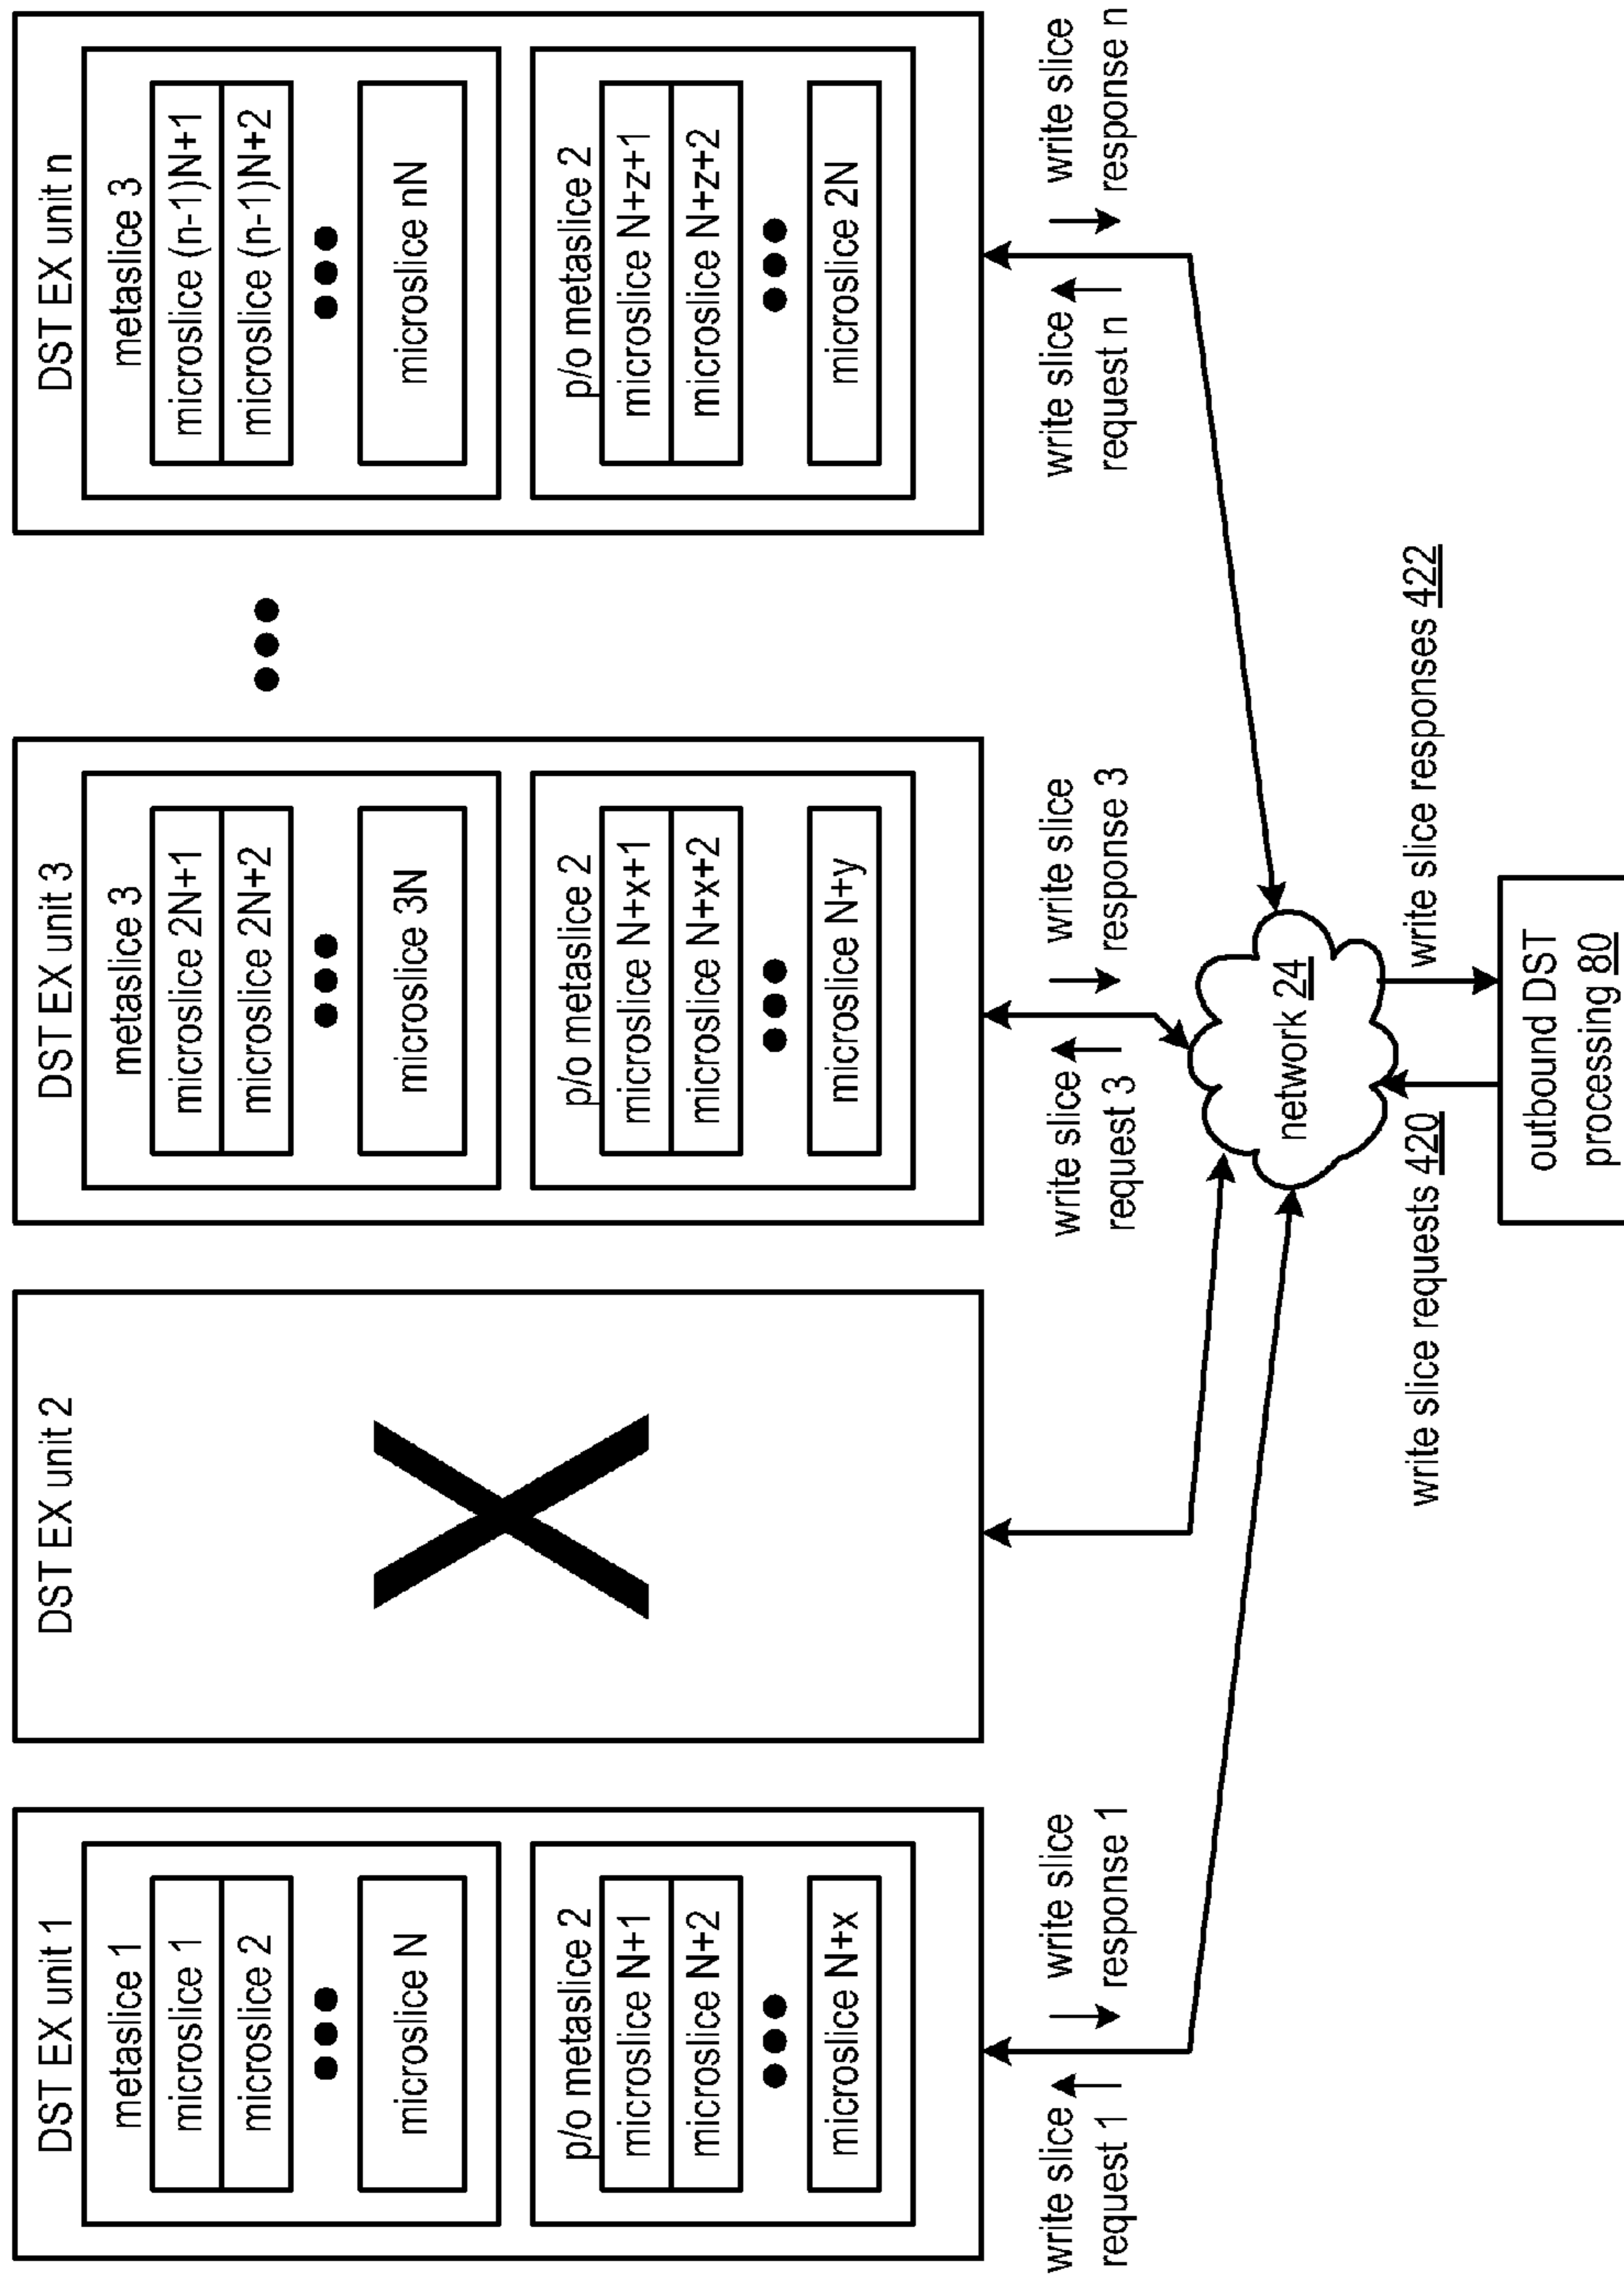 DST EX unit 1
metaslice 1
microslice 1
microslice 2
microslice N
p/o metaslice 2
microslice N+1
microslice N+2
microslice N+x
DST EX unit 2
DST EX unit 3
metaslice 3
microslice 2N+1
microslice 2N+2
microslice 3N
p/o metaslice 2
microslice N+x+1
microslice N+x+2
microslice N+y
DST EX unit n
metaslice 3
microslice (n-1)N+1
microslice (n-1)N+2
microslice nN
p/o metaslice 2
microslice N+z+1
microslice N+z+2
microslice 2N
write slice
request 1
write slice
response 1
write slice
request 3
write slice
response 3
write slice
request n
write slice
response n
network 24
write slice requests 420
write slice responses 422
outbound DST
processing 80